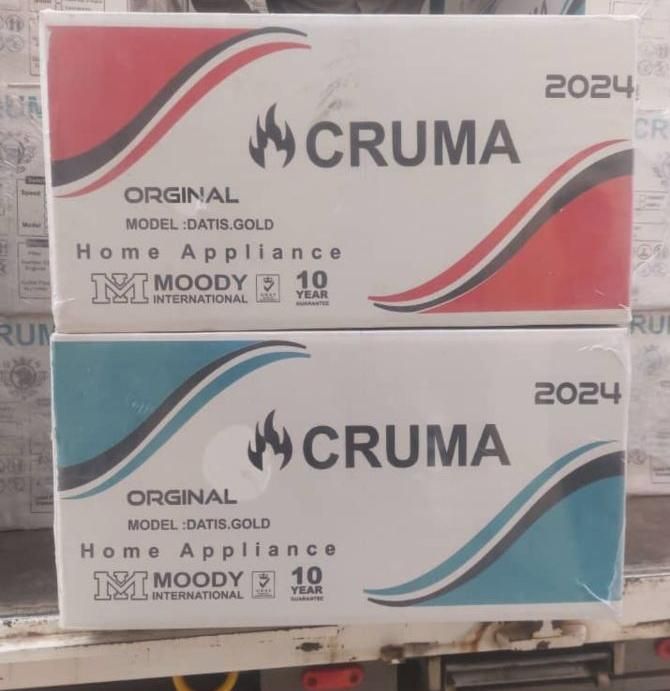 2024
CRUMA
ORGINAL
MODEL :DATIS.GOLD
Home Appliance
MOODY
INTERNATIONAL
10
YEAR
GUARANTEE
2024
CRUMA
ORGINAL
MODEL :DATIS.GOLD
Home Appliance
MOODY
INTERNATIONAL
10
YEAR
GUARANTEE